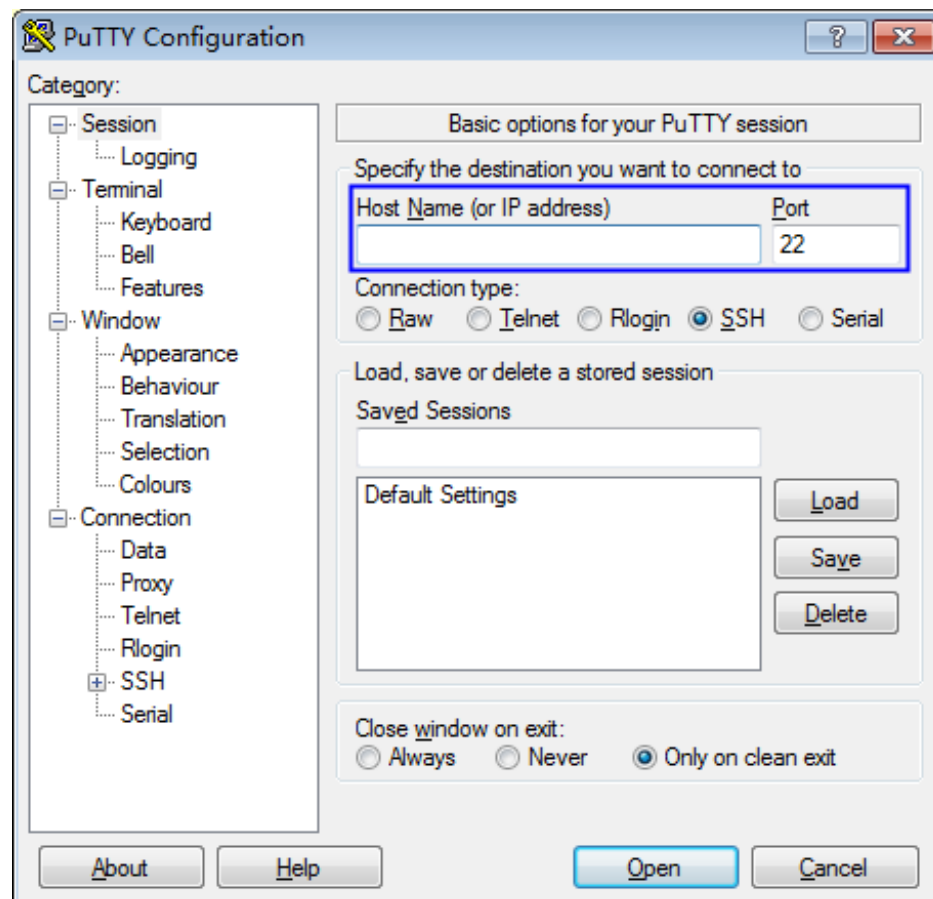 PuTTY Configuration
Category:
Session
Logging
Terminal
Keyboard
Bell
Features
Window
Appearance
Behaviour
Translation
Selection
Colours
Connection
Data
Proxy
Telnet
Rlogin
SSH
Serial
Basic options for your PuTTY session
Specify the destination you want to connect to
Host Name (or IP address) Port
22
Connection type:
Raw Telnet Rlogin SSH Serial
Load, save or delete a stored session
Saved Sessions
Default Settings
Load
Save
Delete
Close window on exit:
Always Never Only on clean exit
About Help Open Cancel